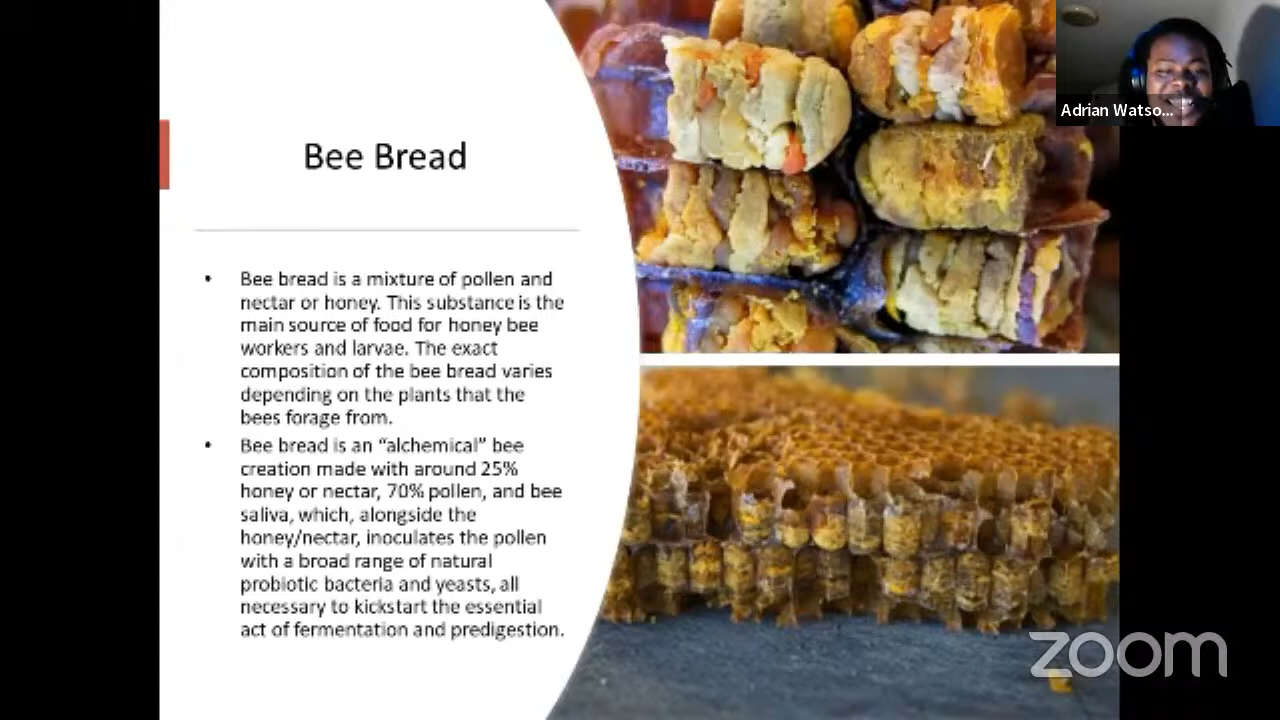 Bee Bread
• Bee bread is a mixture of pollen and
nectar or honey. This substance is the
main source of food for honey bee
workers and larvae. The exact
composition of the bee bread varies
depending on the plants that the
bees forage from.
• Bee bread is an “alchemical” bee
creation made with around 25%
honey or nectar, 70% pollen, and bee
saliva, which, alongside the
honey/nectar, inoculates the pollen
with a broad range of natural
probiotic bacteria and yeasts, all
necessary to kickstart the essential
act of fermentation and predigestion.
Adrian Watso...
zoom